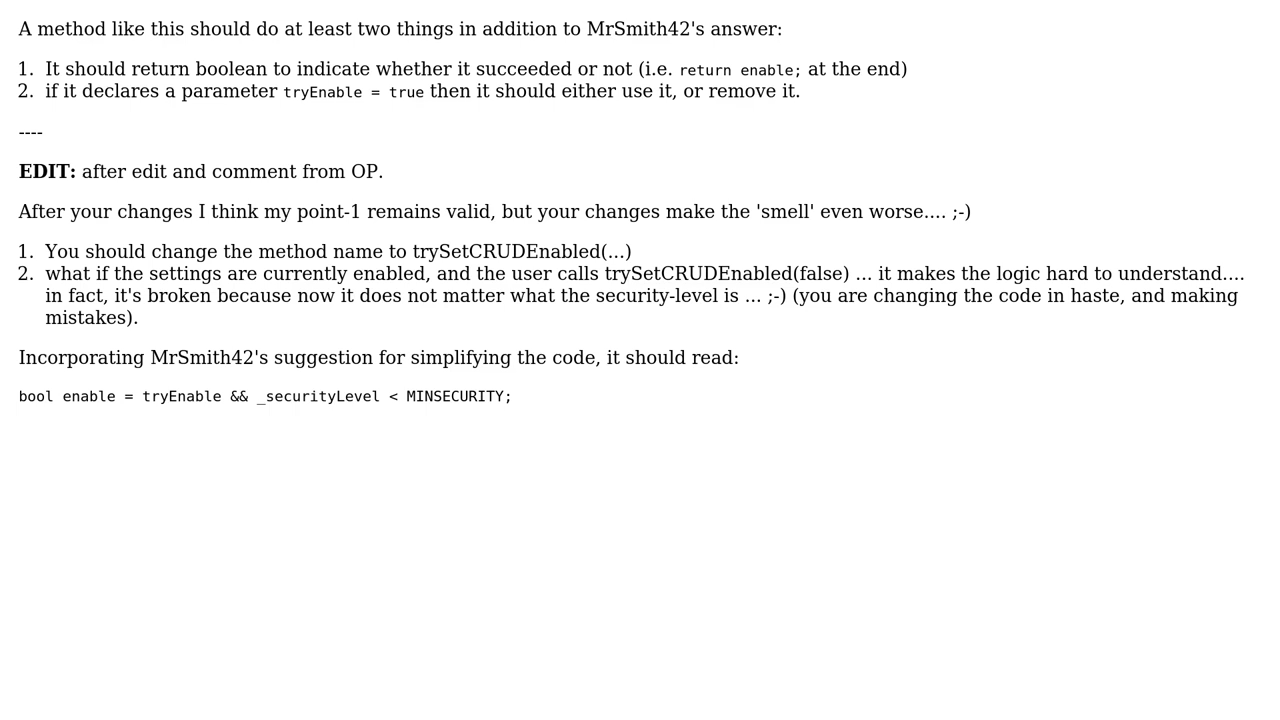 A method like this should do at least two things in addition to MrSmith42's answer:
1. It should return boolean to indicate whether it succeeded or not (i.e. return enable; at the end)
2. if it declares a parameter tryEnable = true then it should either use it, or remove it.
----
EDIT: after edit and comment from OP.
After your changes I think my point-1 remains valid, but your changes make the 'smell' even worse.... ;-)
1. You should change the method name to trySetCRUDEnabled(...)
2. what if the settings are currently enabled, and the user calls trySetCRUDEnabled(false) ... it makes the logic hard to understand....
in fact, it's broken because now it does not matter what the security-level is ... ;-) (you are changing the code in haste, and making
mistakes).
Incorporating MrSmith42's suggestion for simplifying the code, it should read:
bool enable = tryEnable && _securityLevel < MINSECURITY;